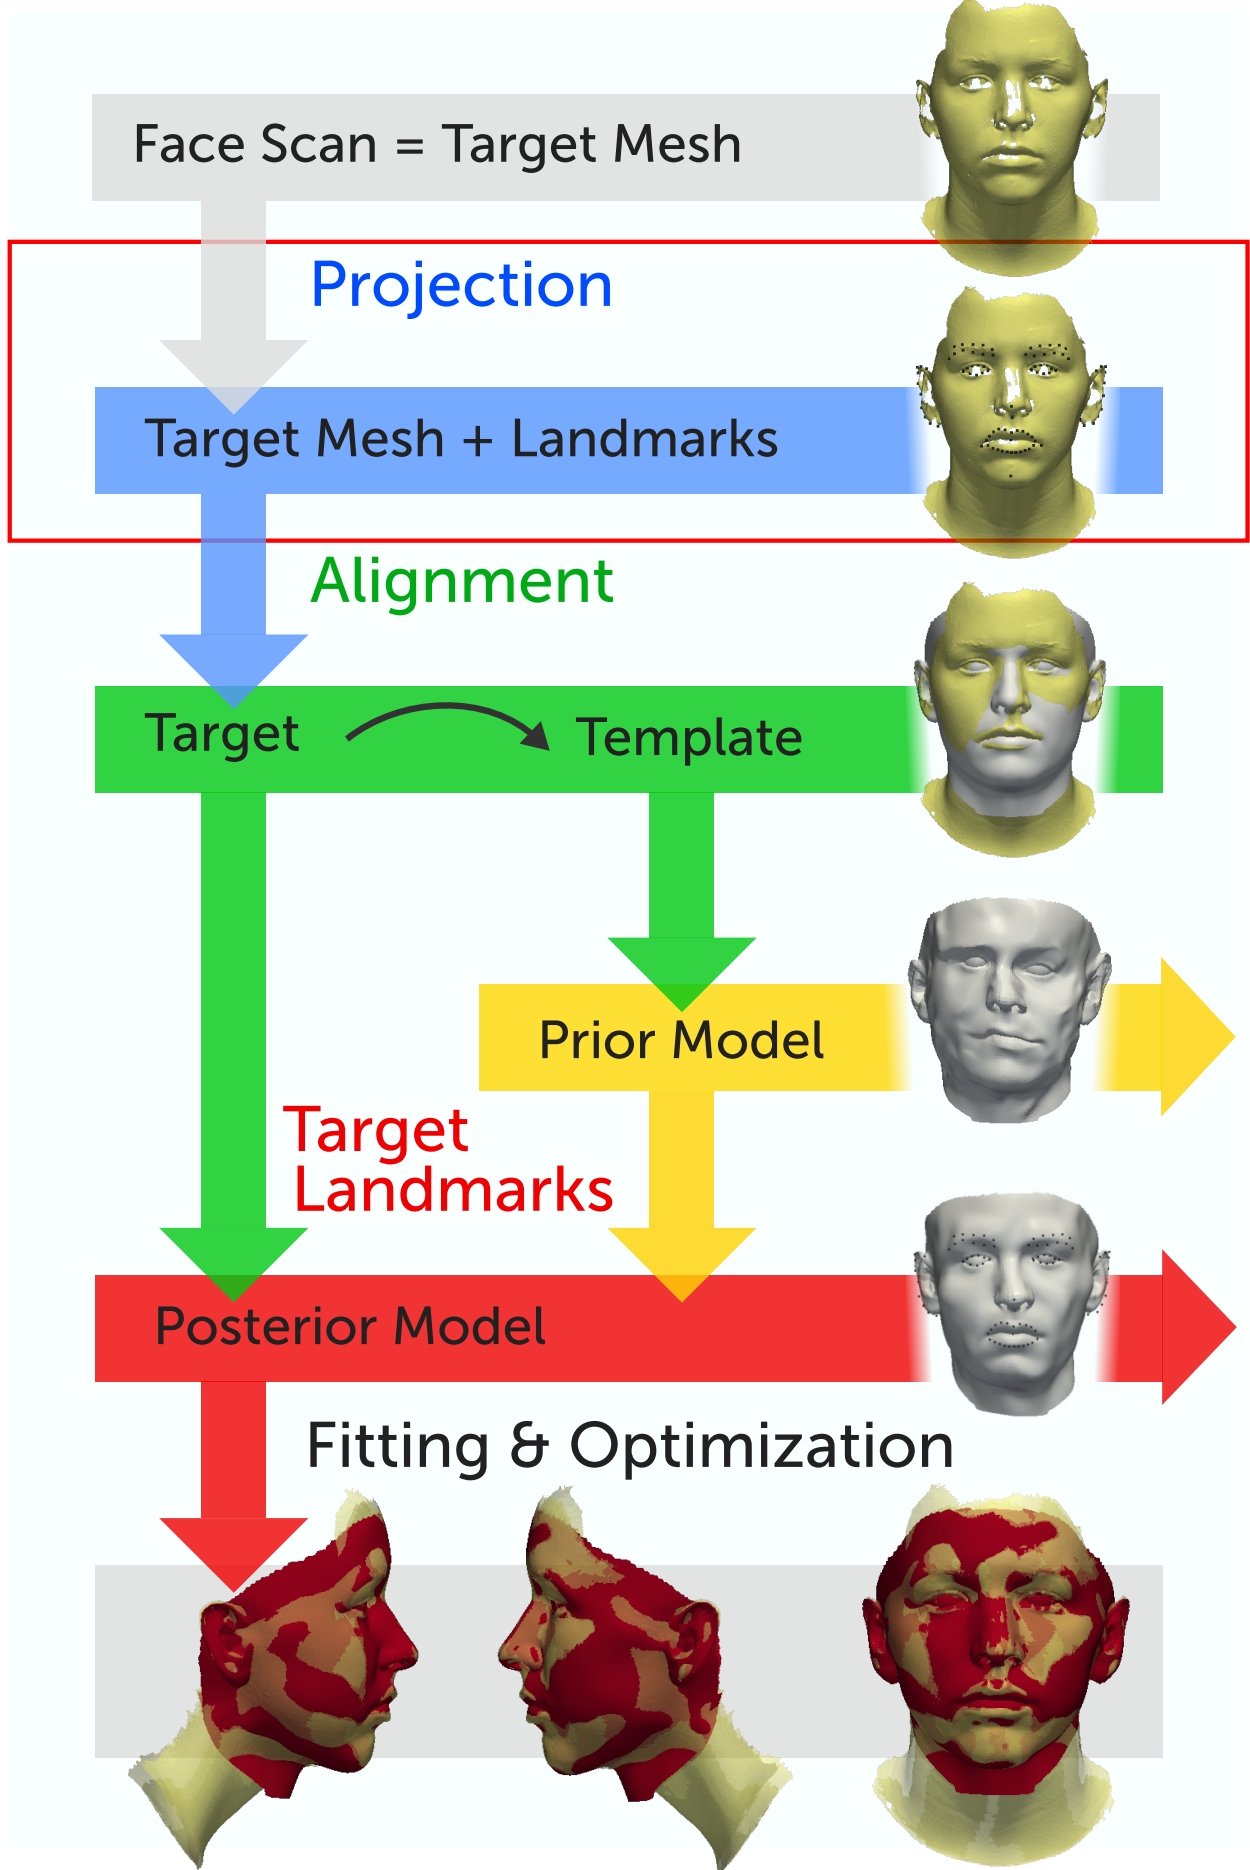 Face Scan = Target Mesh
Projection
Target Mesh + Landmarks
Alignment
Target
Template
Prior Model
Target
Landmarks
Posterior Model
Fitting & Optimization